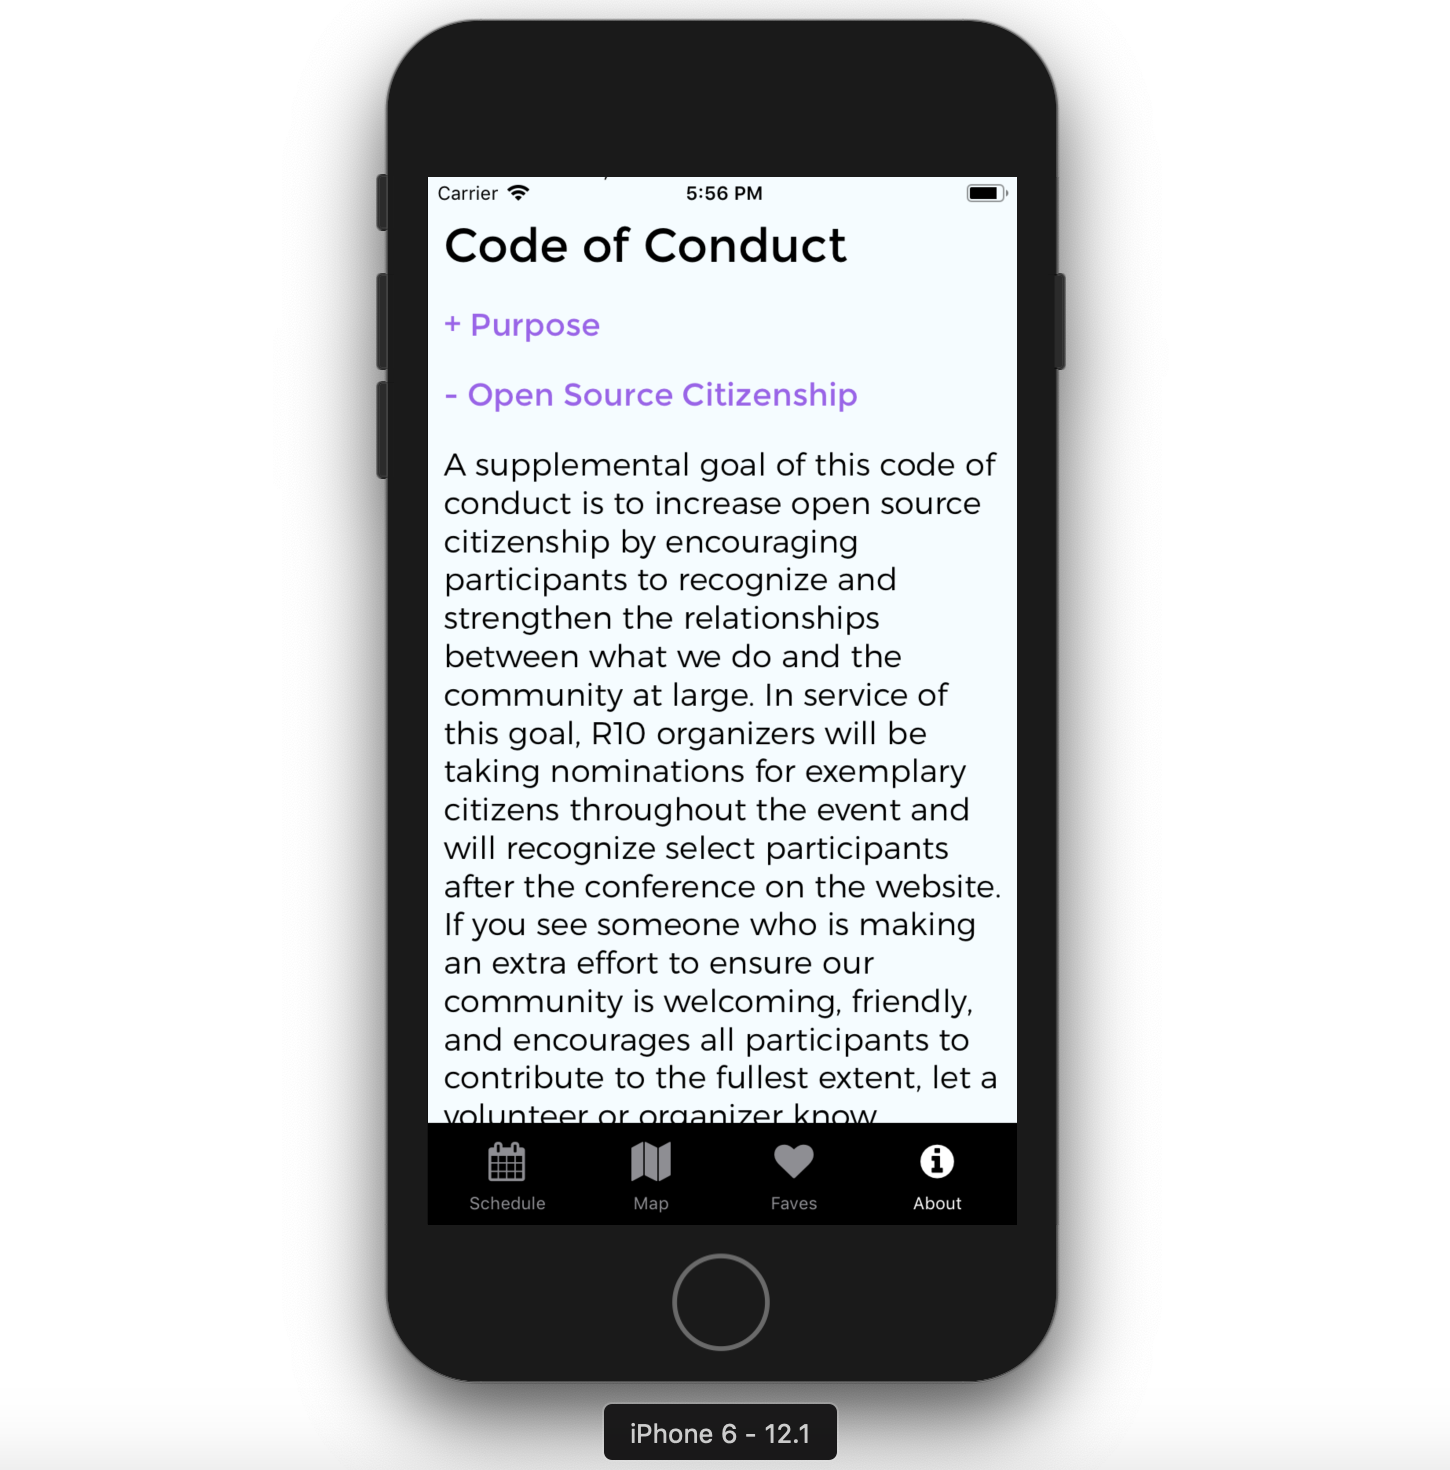 Carrier 5:56 PM
Code of Conduct
+ Purpose
- Open Source Citizenship
A supplemental goal of this code of
conduct is to increase open source
citizenship by encouraging
participants to recognize and
strengthen the relationships
between what we do and the
community at large. In service of
this goal, R10 organizers will be
taking nominations for exemplary
citizens throughout the event and
will recognize select participants
after the conference on the website.
If you see someone who is making
an extra effort to ensure our
community is welcoming, friendly,
and encourages all participants to
contribute to the fullest extent, let a
volunteer or organizer know
Schedule Map Faves About
iPhone 6 - 12.1